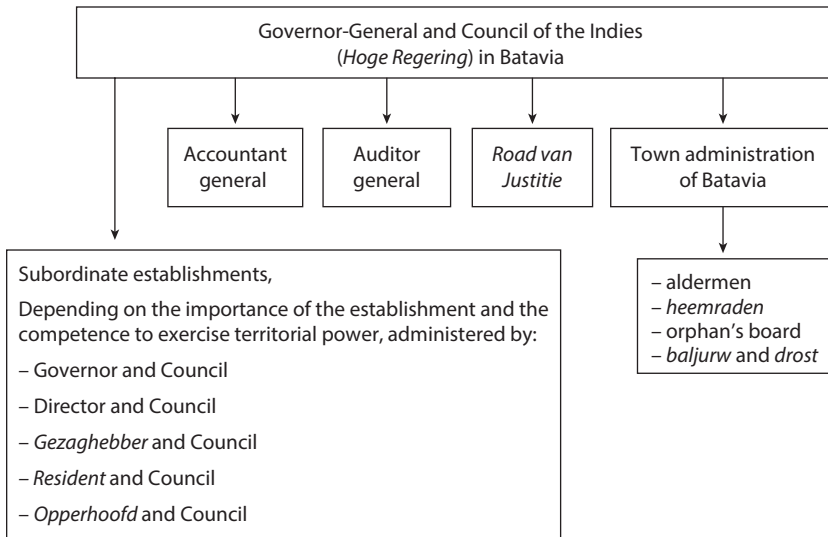 Governor-General and Council of the Indies
(Hoge Regering) in Batavia
Accountant
general
Auditor
general
Road van
Justitie
Town administration
of Batavia
Subordinate establishments,
Depending on the importance of the establishment and the
competence to exercise territorial power, administered by:
– Governor and Council
– Director and Council
– Gezaghebber and Council
– Resident and Council
– Opperhoofd and Council
– aldermen
– heemraden
– orphan's board
– baljurw and drost